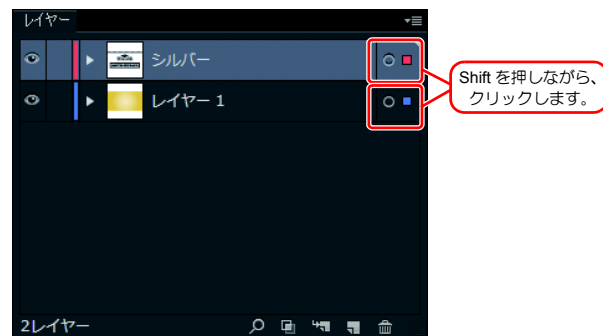 レイヤー
シルバー
レイヤー 1
Shift を押しながら、
クリックします。
2レイヤー